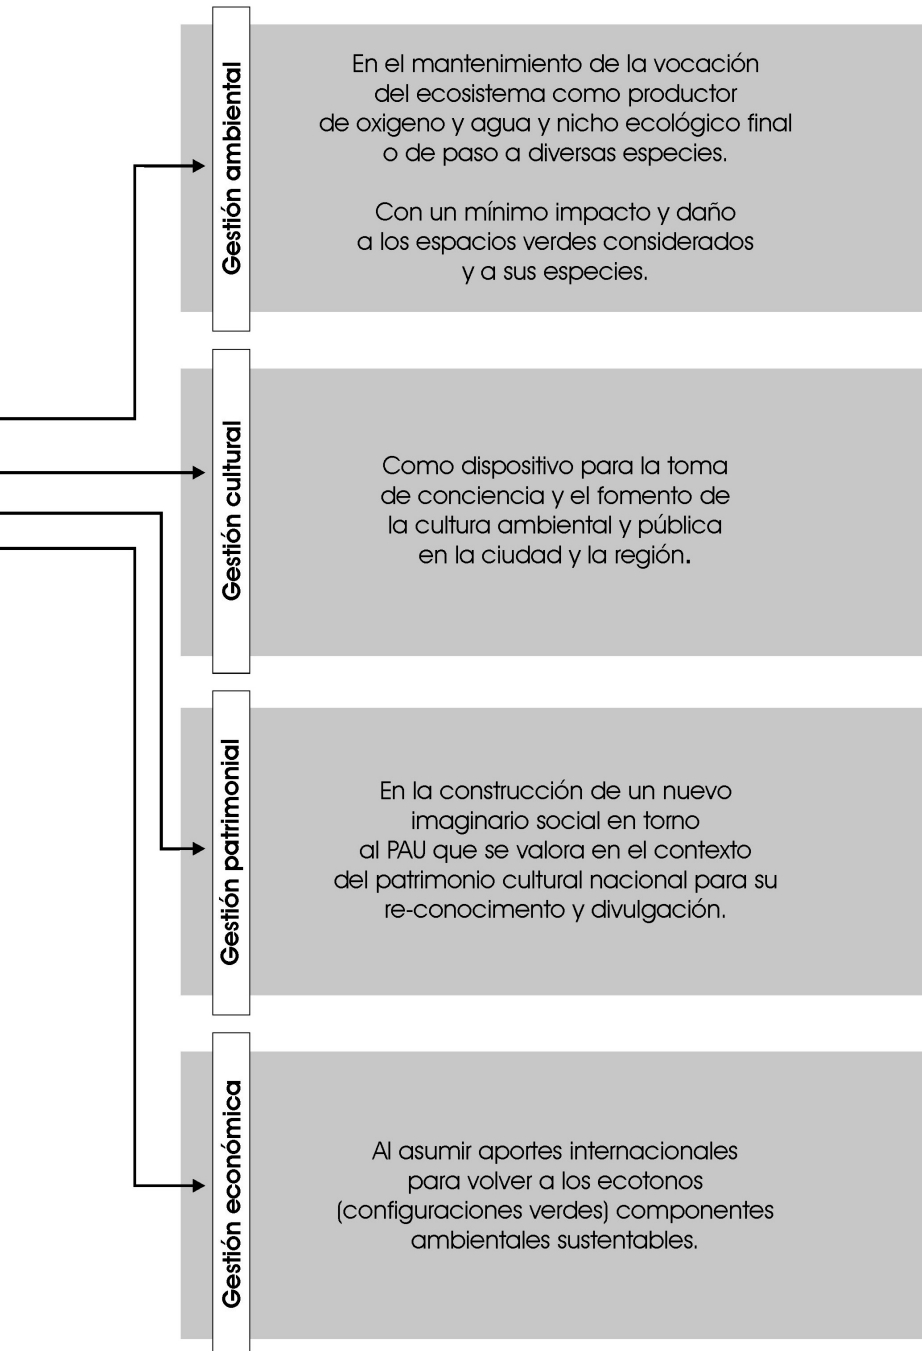 Gestión ambiental
En el mantenimiento de la vocación
del ecosistema como productor
de oxigeno y agua y nicho ecológico final
o de paso a diversas especies.
Con un mínimo impacto y daño
a los espacios verdes considerados
y a sus especies.
Gestión cultural
Como dispositivo para la toma
de conciencia y el fomento de
la cultura ambiental y pública
en la ciudad y la región.
Gestión patrimonial
En la construcción de un nuevo
imaginario social en torno
al PAU que se valora en el contexto
del patrimonio cultural nacional para su
re-conocimento y divulgación.
Gestión económica
Al asumir aportes internacionales
para volver a los ecotonos
(configuraciones verdes) componentes
ambientales sustentables.